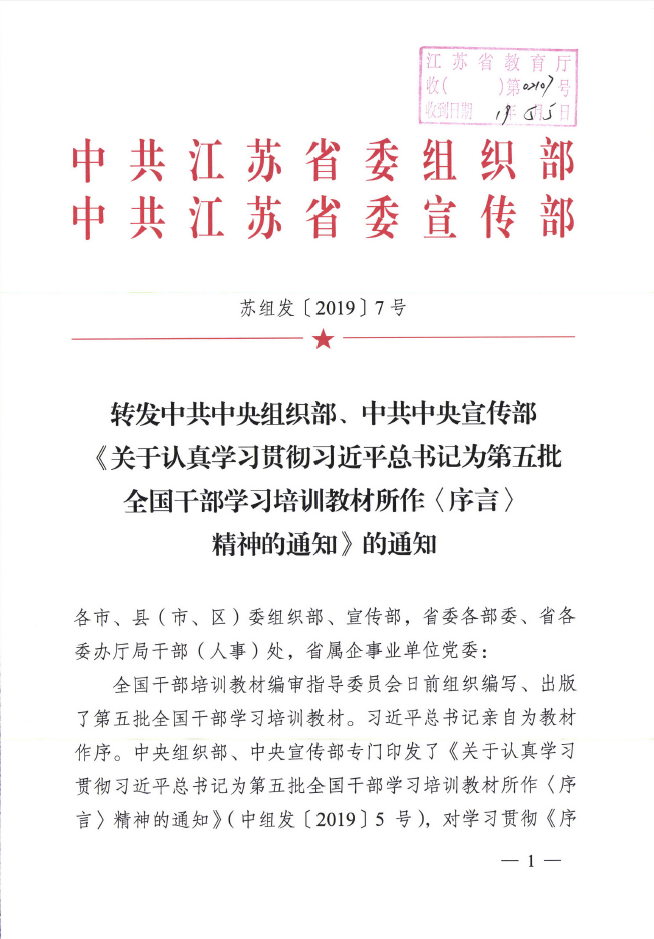 江苏省教育厅
收( )第02107号
收到日期 19年 月5日
中共江苏省委组织部
中共江苏省委宣传部
苏组发〔2019〕7号
转发中共中央组织部、中共中央宣传部
《关于认真学习贯彻习近平总书记为第五批
全国干部学习培训教材所作〈序言〉
精神的通知》的通知
各市、县（市、区）委组织部、宣传部，省委各部委、省各
委办厅局干部（人事）处，省属企事业单位党委：
全国干部培训教材编审指导委员会日前组织编写、出版
了第五批全国干部学习培训教材。习近平总书记亲自为教材
作序。中央组织部、中央宣传部专门印发了《关于认真学习
贯彻习近平总书记为第五批全国干部学习培训教材所作〈序
言〉精神的通知》（中组发〔2019〕5 号），对学习贯彻《序
— 1 —